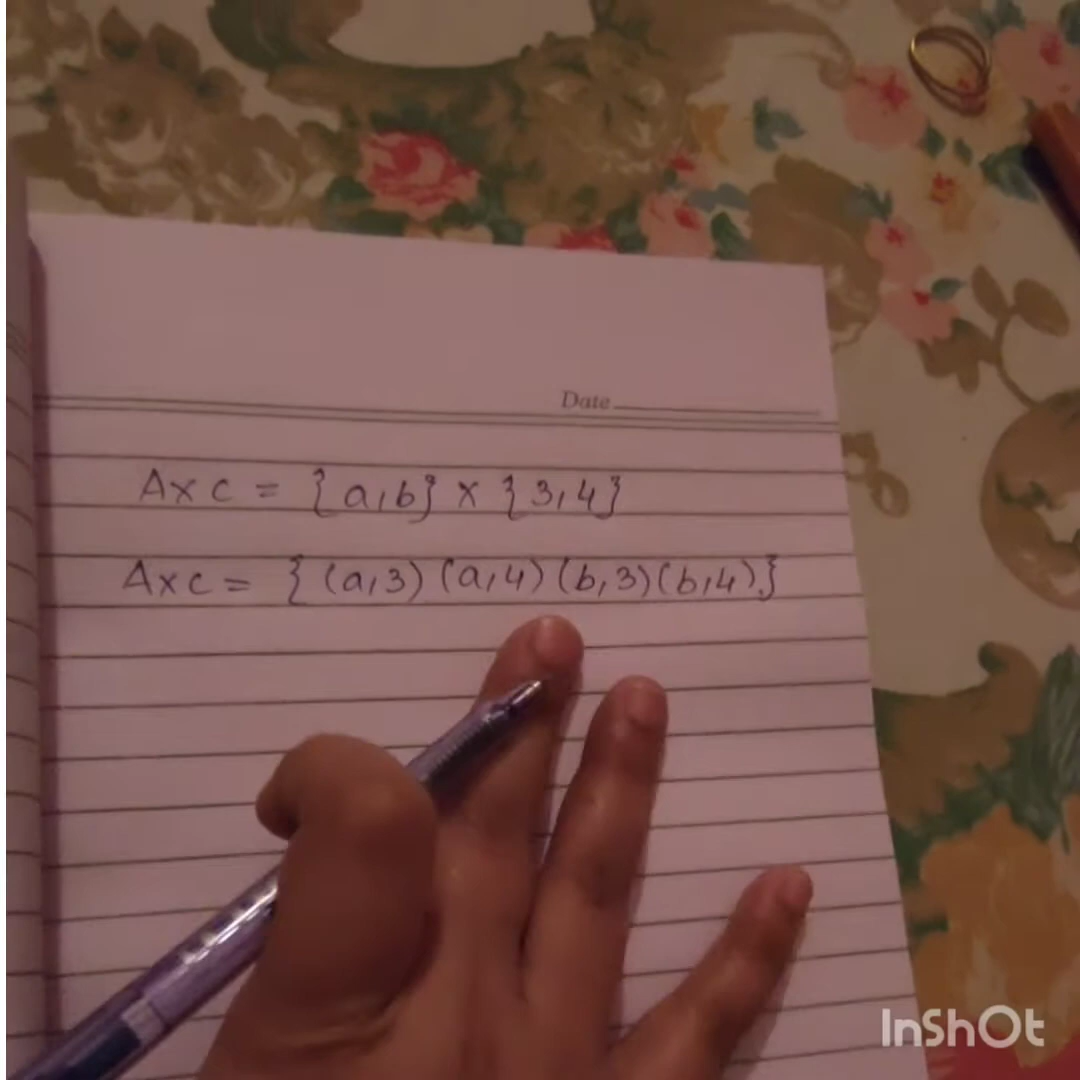 Date
A×C = {a,b} × {3,4}
A×C = {(a,3) (a,4) (b,3) (b,4).}
InShOt